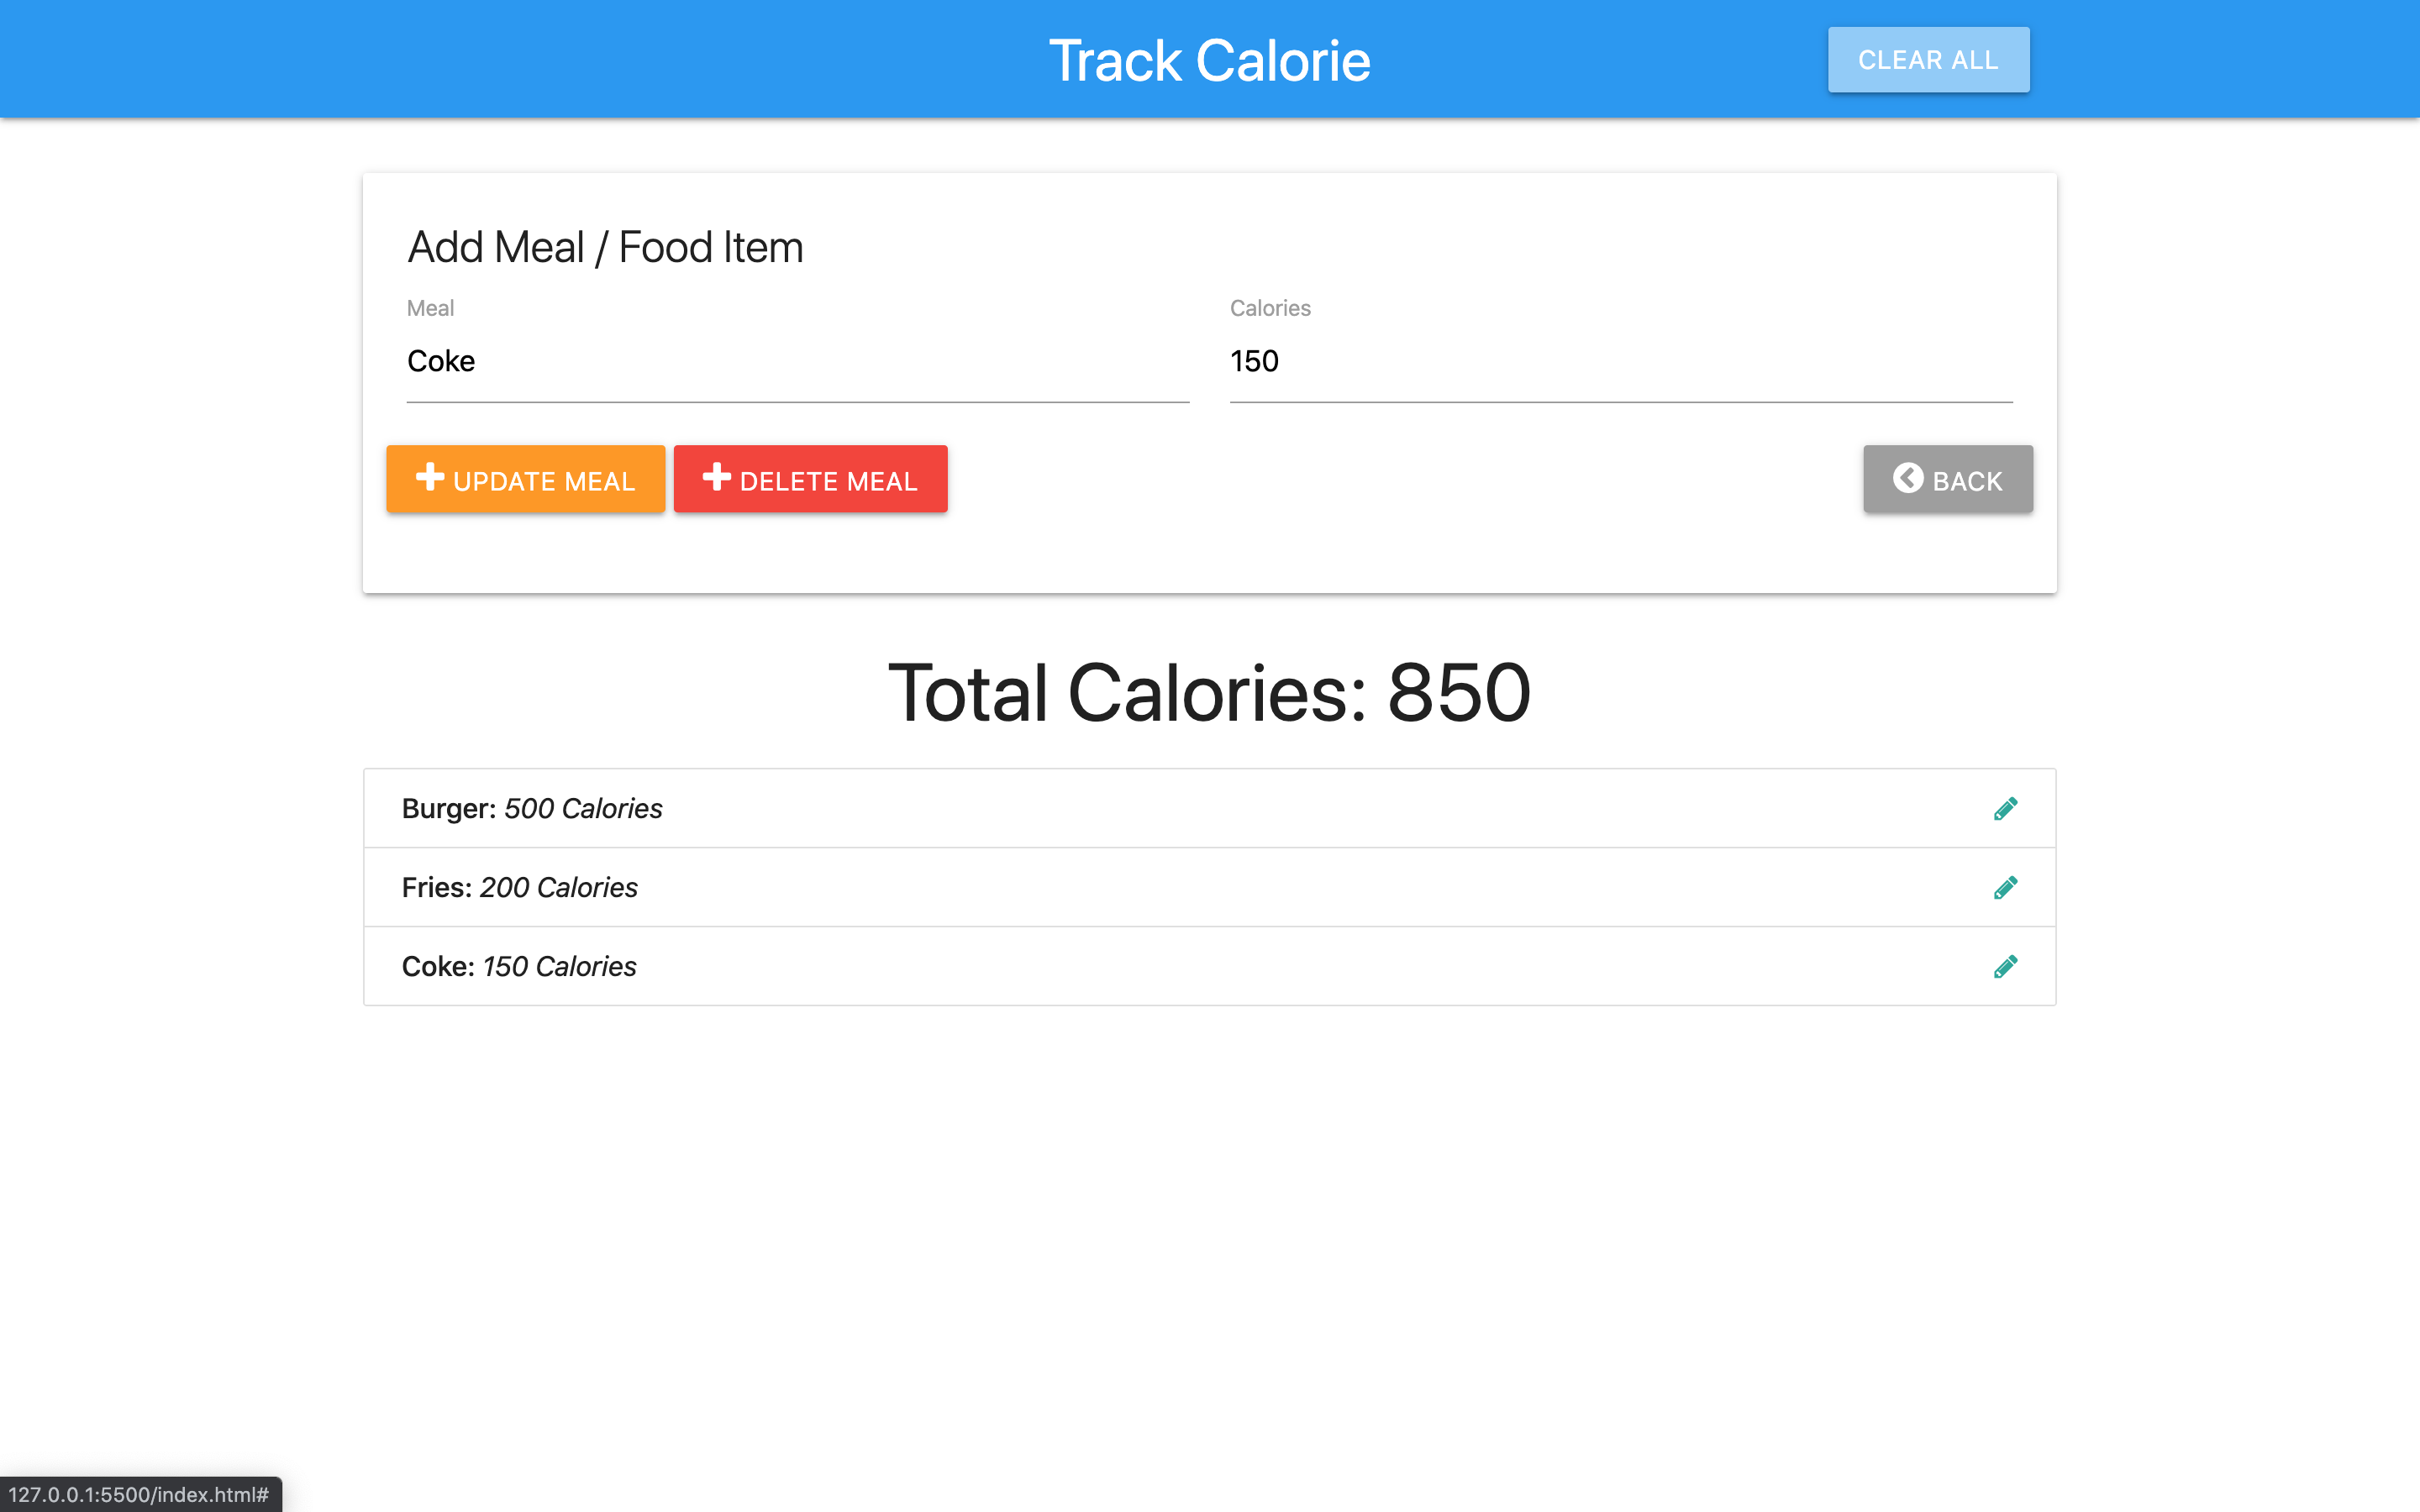 Track Calorie
CLEAR ALL
Add Meal / Food Item
Meal
Calories
Coke
150
UPDATE MEAL
DELETE MEAL
BACK
Total Calories: 850
Burger: 500 Calories
Fries: 200 Calories
Coke: 150 Calories
127.0.0.1:5500/index.html#